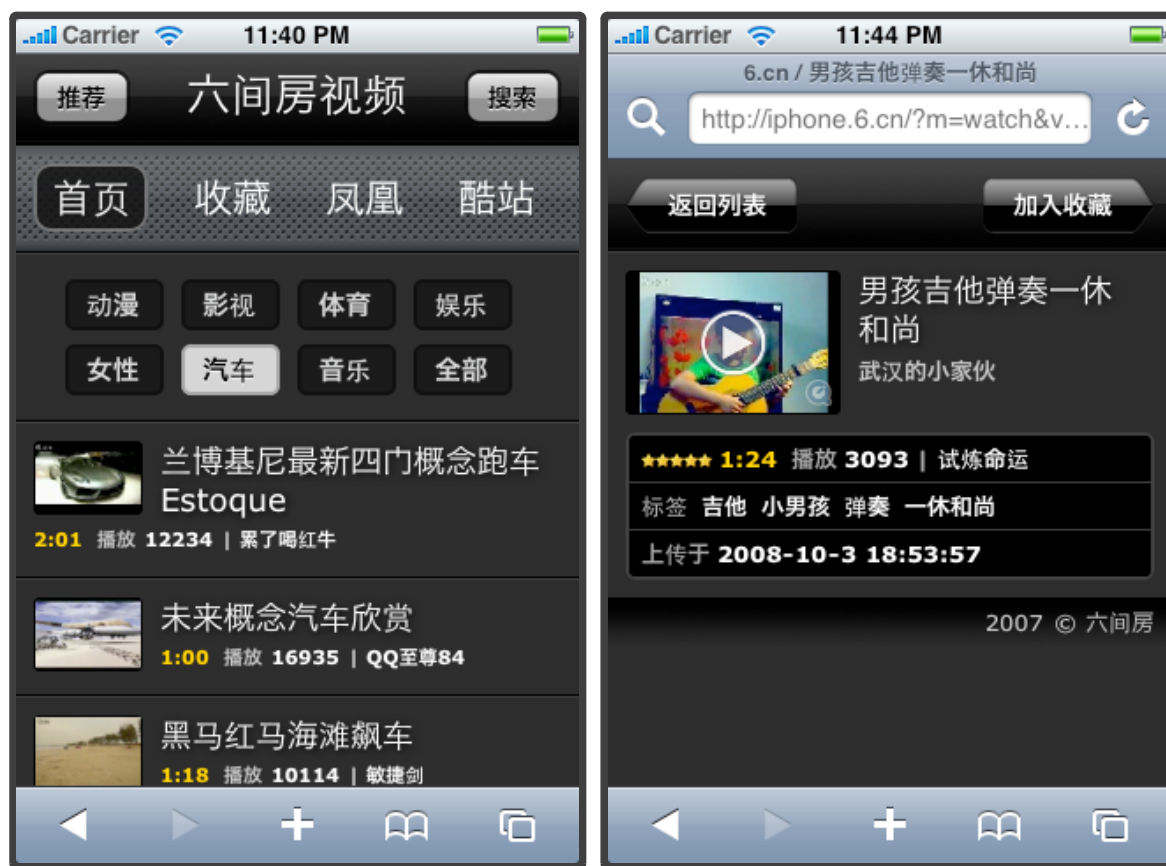 Carrier 11:40 PM
推荐 六间房视频 搜索
首页 收藏 凤凰 酷站
动漫 影视 体育 娱乐
女性 汽车 音乐 全部
兰博基尼最新四门概念跑车
Estoque
2:01 播放 12234 | 累了喝红牛
未来概念汽车欣赏
1:00 播放 16935 | QQ至尊84
黑马红马海滩飙车
1:18 播放 10114 | 敏捷剑
Carrier 11:44 PM
6.cn / 男孩吉他弹奏一休和尚
http://iphone.6.cn/?m=watch&v...
返回列表 加入收藏
男孩吉他弹奏一休
和尚
武汉的小家伙
★★★★★ 1:24 播放 3093 | 试炼命运
标签 吉他 小男孩 弹奏 一休和尚
上传于 2008-10-3 18:53:57
2007 © 六间房